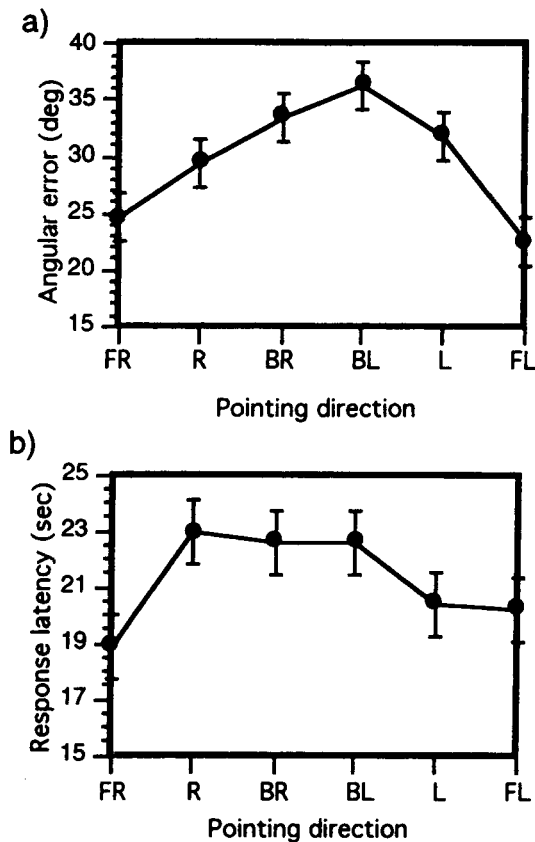 a)
Angular error (deg)
40
35
30
25
20
15
FR R BR BL L FL
Pointing direction
b)
Response latency (sec)
25
23
21
19
17
15
FR R BR BL L FL
Pointing direction